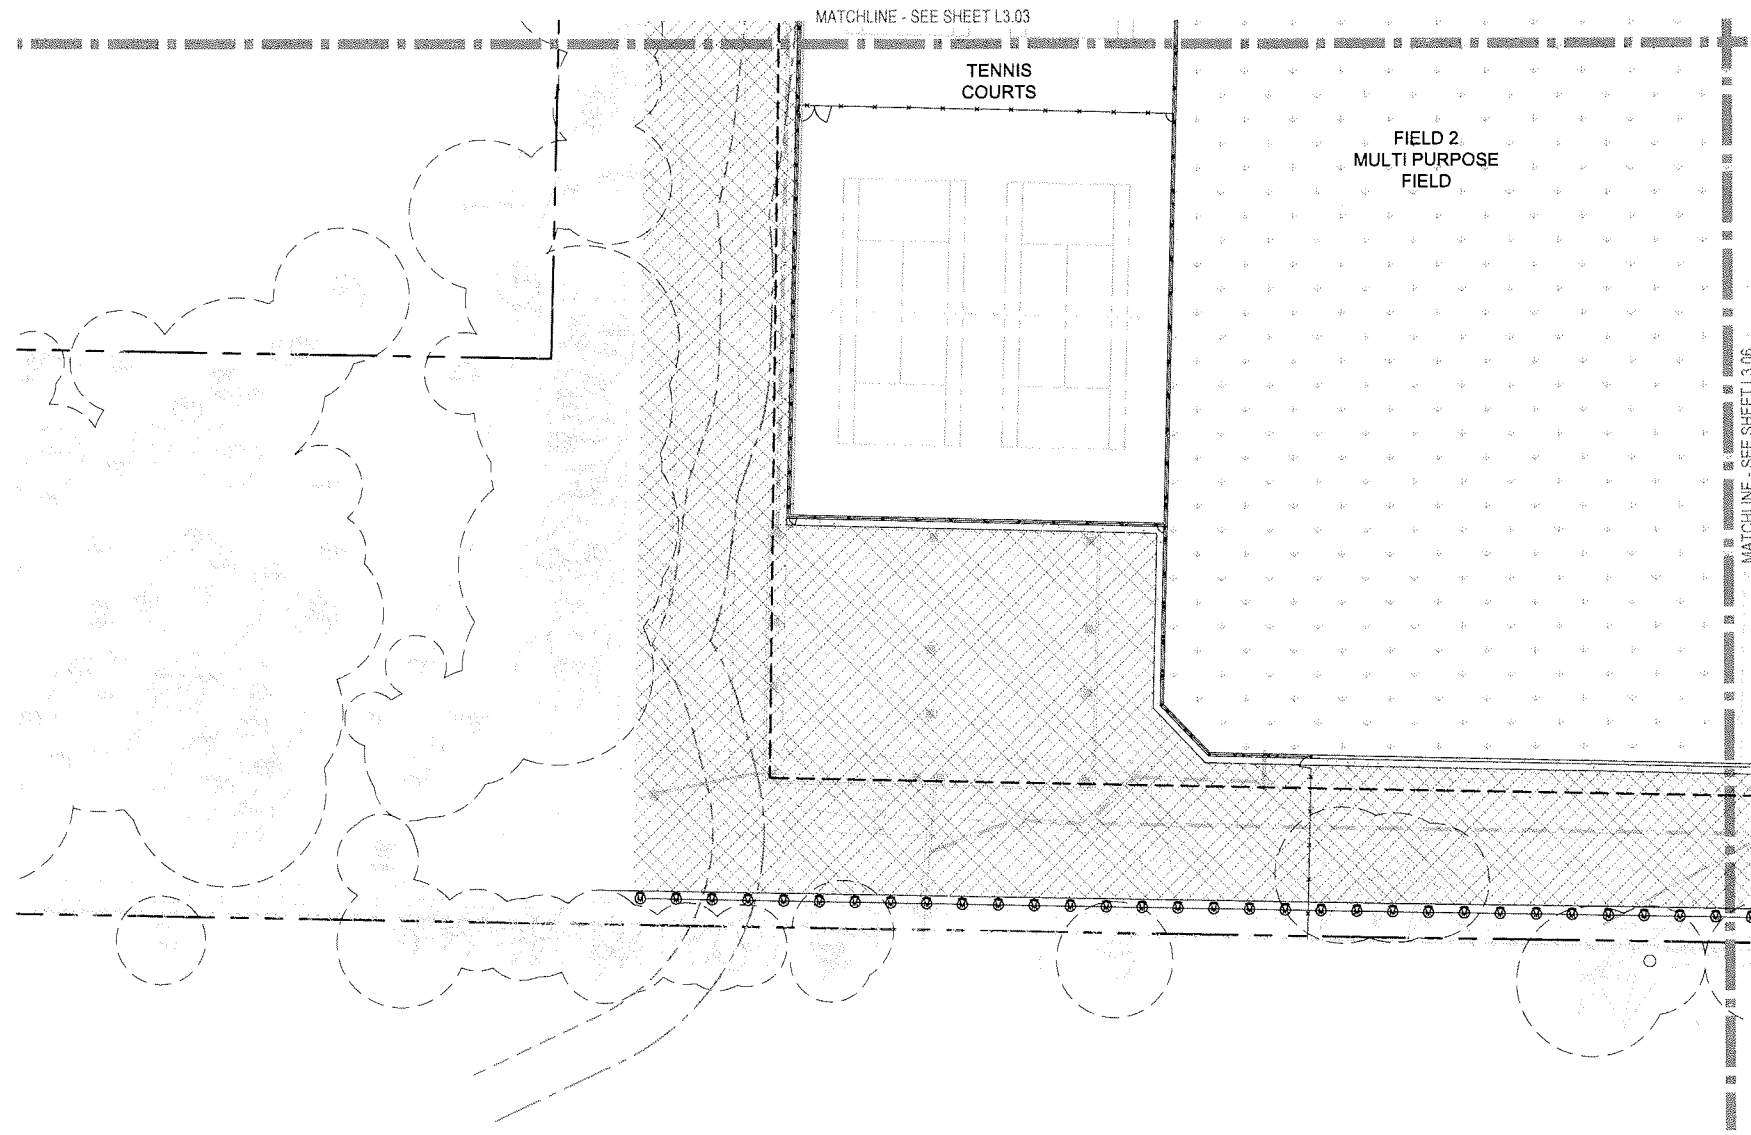 MATCHLINE - SEE SHEET L3.03
TENNIS
COURTS
FIELD 2
MULTI PURPOSE
FIELD
MATCHLINE - SEE SHEET L3.06